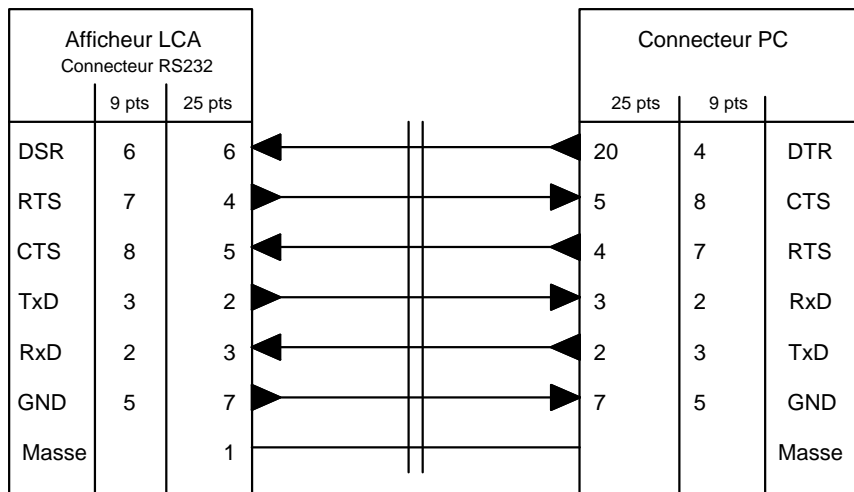 Afficheur LCA Connecteur PC
Connecteur RS232
9 pts 25 pts 25 pts 9 pts
DSR 6 6 20 4 DTR
RTS 7 4 5 8 CTS
CTS 8 5 4 7 RTS
TxD 3 2 3 2 RxD
RxD 2 3 2 3 TxD
GND 5 7 7 5 GND
Masse 1 Masse